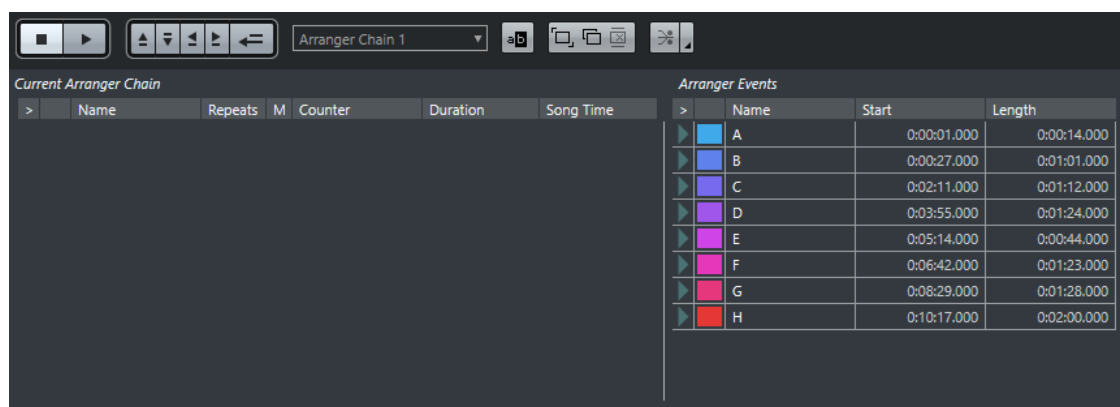 Arranger Chain 1 ab
Current Arranger Chain
> Name Repeats M Counter Duration Song Time
Arranger Events
> Name Start Length
A 0:00:01.000 0:00:14.000
B 0:00:27.000 0:01:01.000
C 0:02:11.000 0:01:12.000
D 0:03:55.000 0:01:24.000
E 0:05:14.000 0:00:44.000
F 0:06:42.000 0:01:23.000
G 0:08:29.000 0:01:28.000
H 0:10:17.000 0:02:00.000